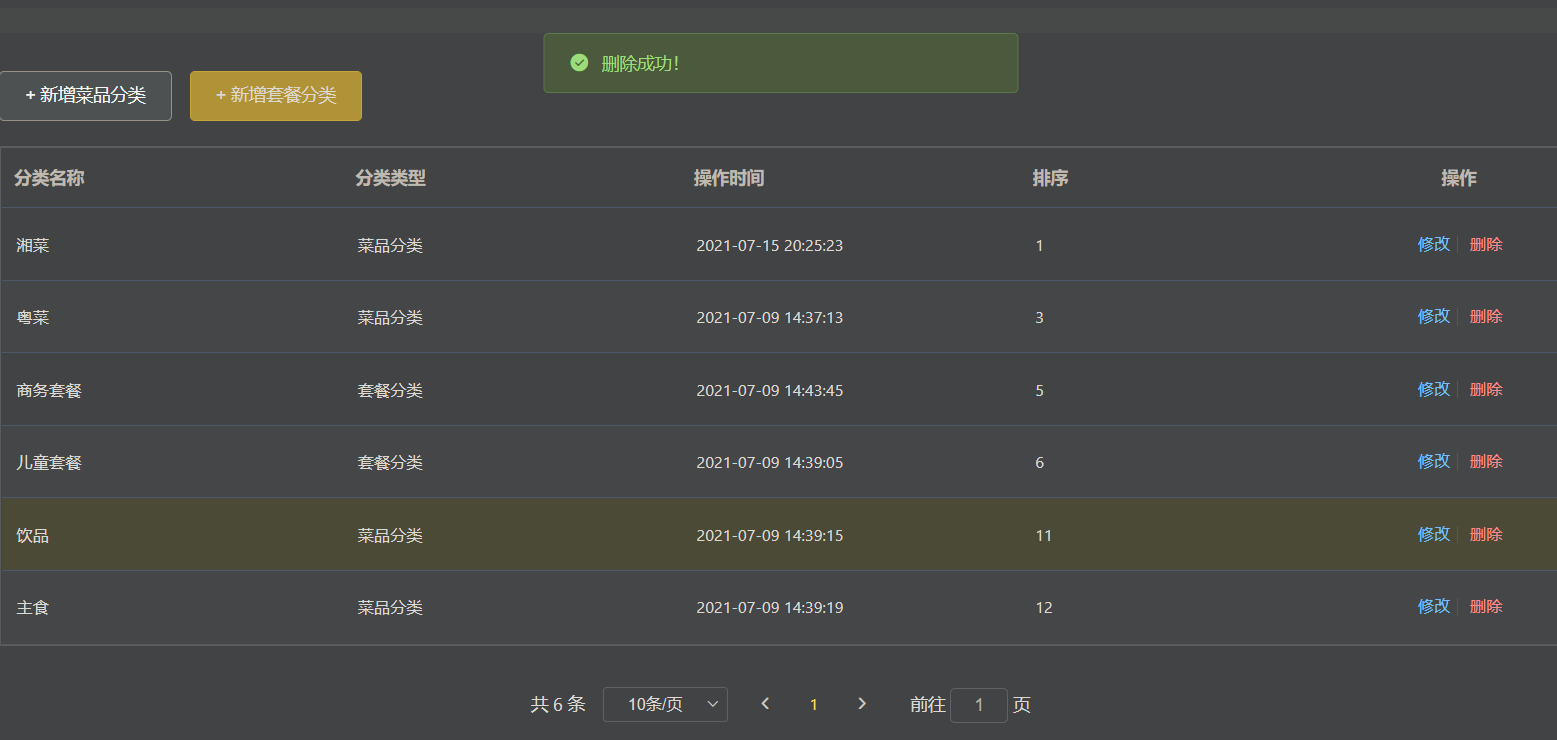 删除成功!
+ 新增菜品分类 + 新增套餐分类
分类名称 分类类型 操作时间 排序 操作
湘菜 菜品分类 2021-07-15 20:25:23 1 修改 删除
粤菜 菜品分类 2021-07-09 14:37:13 3 修改 删除
商务套餐 套餐分类 2021-07-09 14:43:45 5 修改 删除
儿童套餐 套餐分类 2021-07-09 14:39:05 6 修改 删除
饮品 菜品分类 2021-07-09 14:39:15 11 修改 删除
主食 菜品分类 2021-07-09 14:39:19 12 修改 删除
共 6 条 10条/页 1 前往 1 页